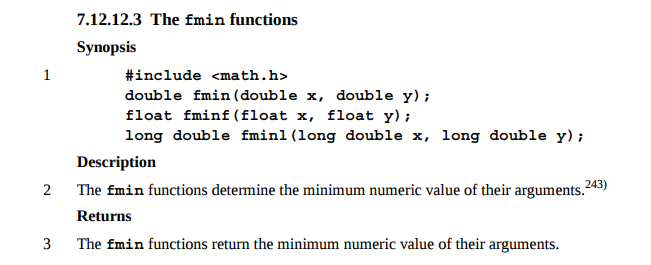 7.12.12.3 The fmin functions
Synopsis
1 #include <math.h>
double fmin(double x, double y);
float fminf(float x, float y);
long double fminl(long double x, long double y);
Description
2 The fmin functions determine the minimum numeric value of their arguments.243)
Returns
3 The fmin functions return the minimum numeric value of their arguments.